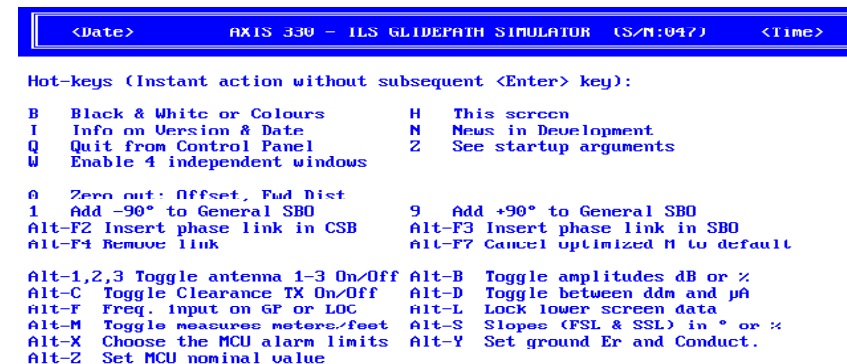 <Date> AXIS 330 - ILS GLIDEPATH SIMULATOR (S/N:047) <Time>
Hot-keys (Instant action without subsequent <Enter> key):
B Black & White or Colours H This screen
I Info on Version & Date N News in Development
Q Quit from Control Panel Z See startup arguments
W Enable 4 independent windows
0 Zero out: Offset, Fwd Dist
1 Add -90° to General SBO 9 Add +90° to General SBO
Alt-F2 Insert phase link in CSB Alt-F3 Insert phase link in SBO
Alt-F4 Remove link Alt-F7 Cancel optimized M to default
Alt-1,2,3 Toggle antenna 1-3 On/Off Alt-B Toggle amplitudes dB or %
Alt-C Toggle Clearance TX On/Off Alt-D Toggle between ddm and µA
Alt-F Freq. input on GP or LOC Alt-L Lock lower screen data
Alt-M Toggle measures meters/feet Alt-S Slopes (FSL & SSL) in ° or %
Alt-X Choose the MCU alarm limits Alt-Y Set ground Er and Conduct.
Alt-Z Set MCU nominal value